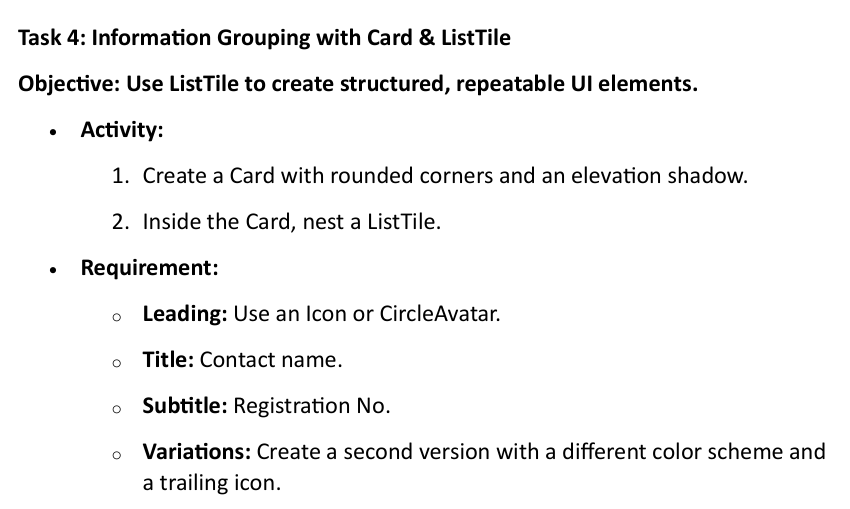 Task 4: Information Grouping with Card & ListTile
Objective: Use ListTile to create structured, repeatable UI elements.
• Activity:
1. Create a Card with rounded corners and an elevation shadow.
2. Inside the Card, nest a ListTile.
• Requirement:
○ Leading: Use an Icon or CircleAvatar.
○ Title: Contact name.
○ Subtitle: Registration No.
○ Variations: Create a second version with a different color scheme and
a trailing icon.